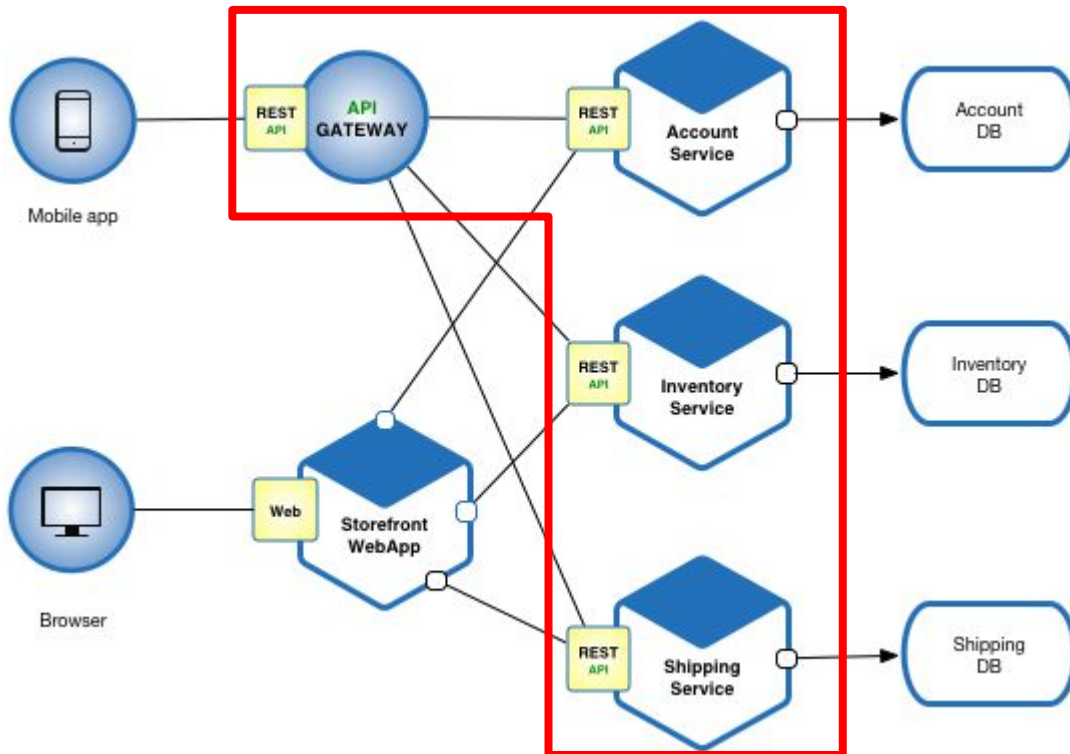 REST
API
API
GATEWAY
REST
API
Account
Service
Account
DB
Mobile app
REST
API
Inventory
Service
Inventory
DB
Web
Storefront
WebApp
Browser
REST
API
Shipping
Service
Shipping
DB